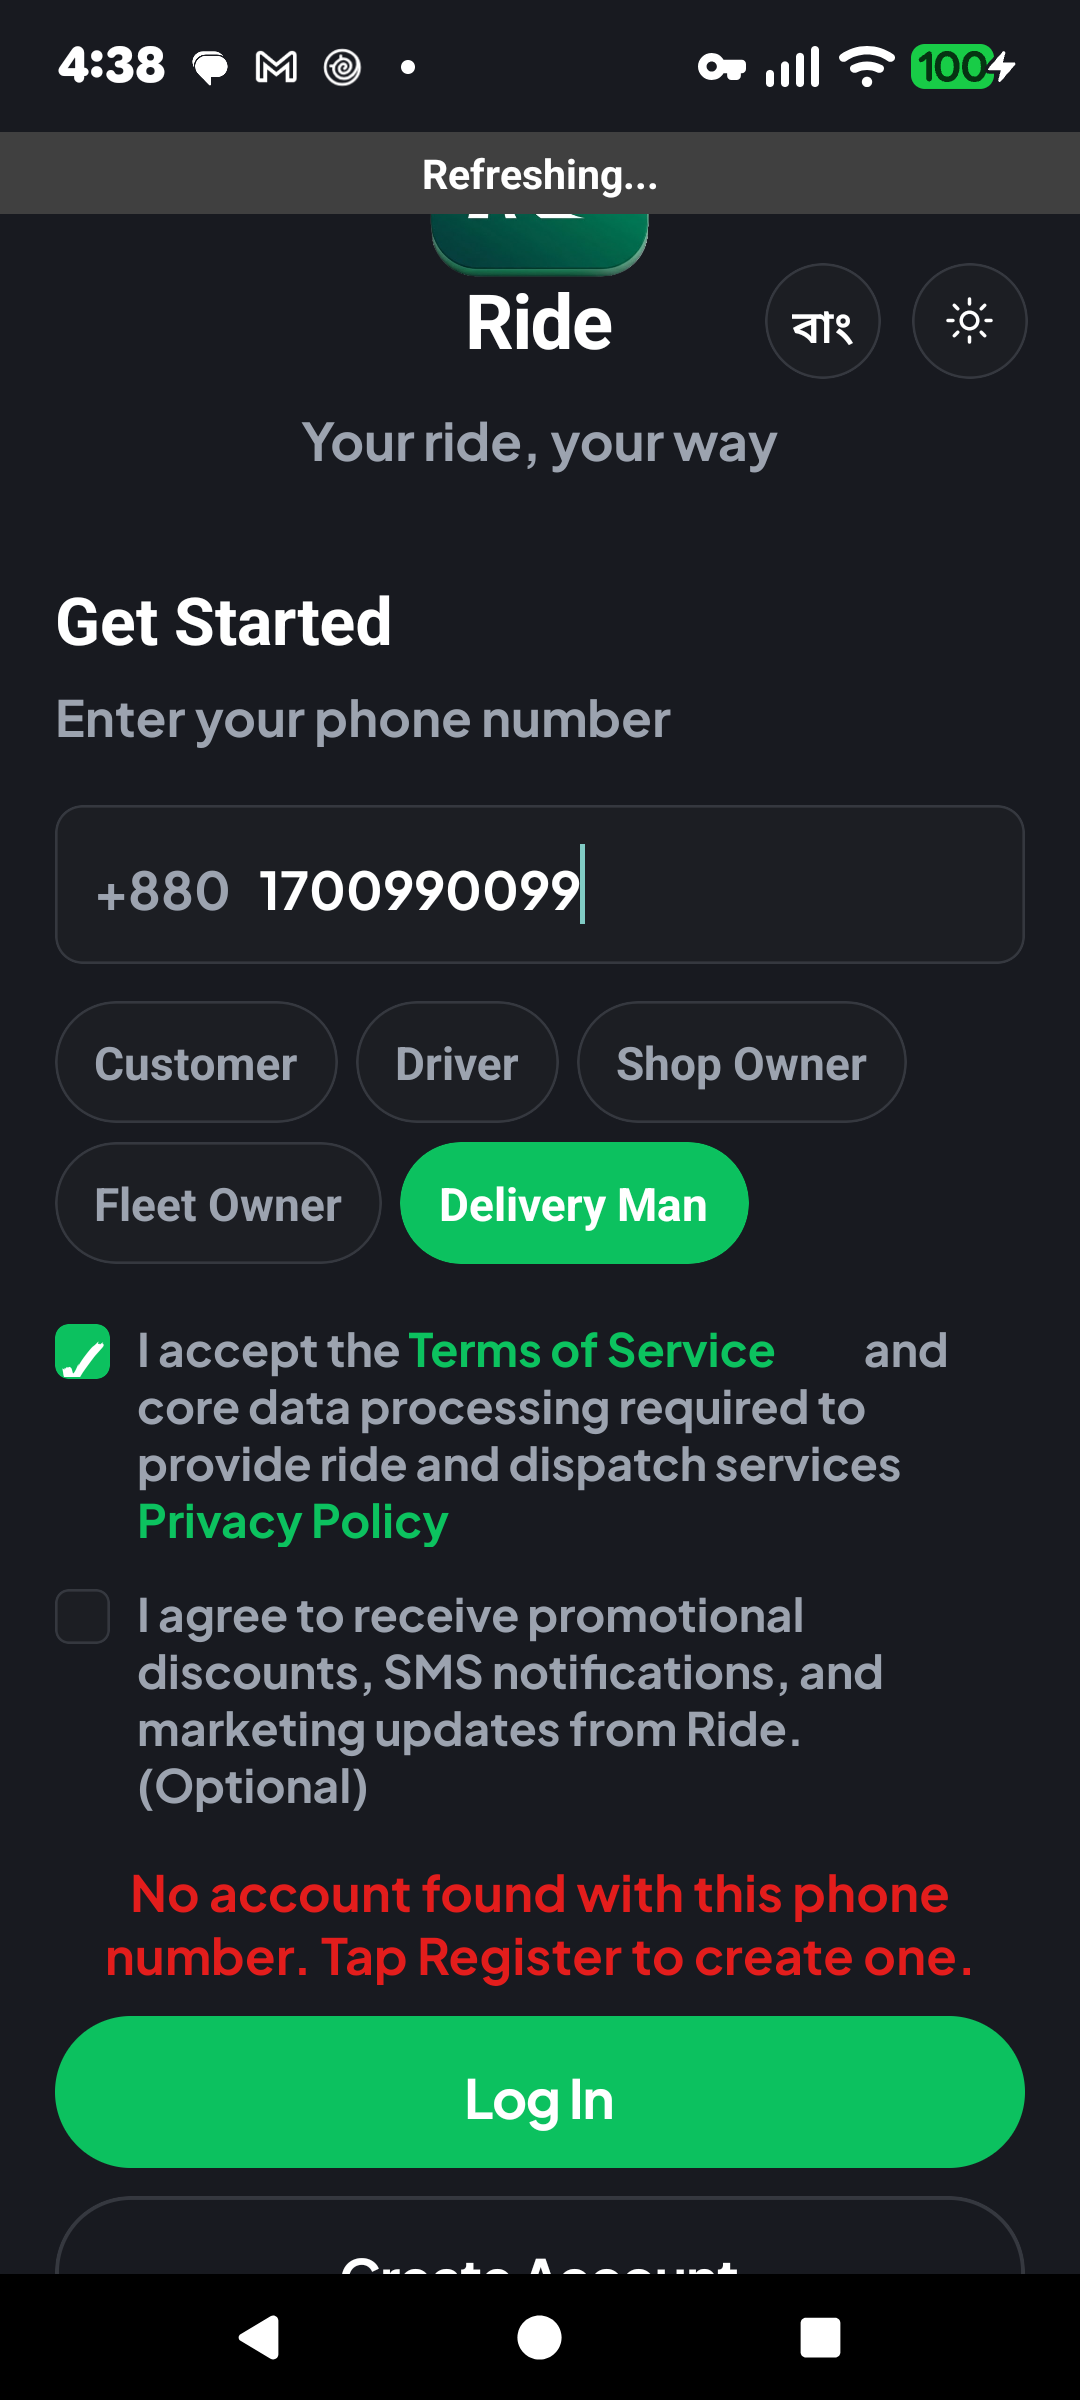 4:38
100
Refreshing...
Ride
বাং
Your ride, your way
Get Started
Enter your phone number
+880 1700990099
Customer
Driver
Shop Owner
Fleet Owner
Delivery Man
I accept the Terms of Service and
core data processing required to
provide ride and dispatch services
Privacy Policy
I agree to receive promotional
discounts, SMS notifications, and
marketing updates from Ride.
(Optional)
No account found with this phone
number. Tap Register to create one.
Log In
Create Account